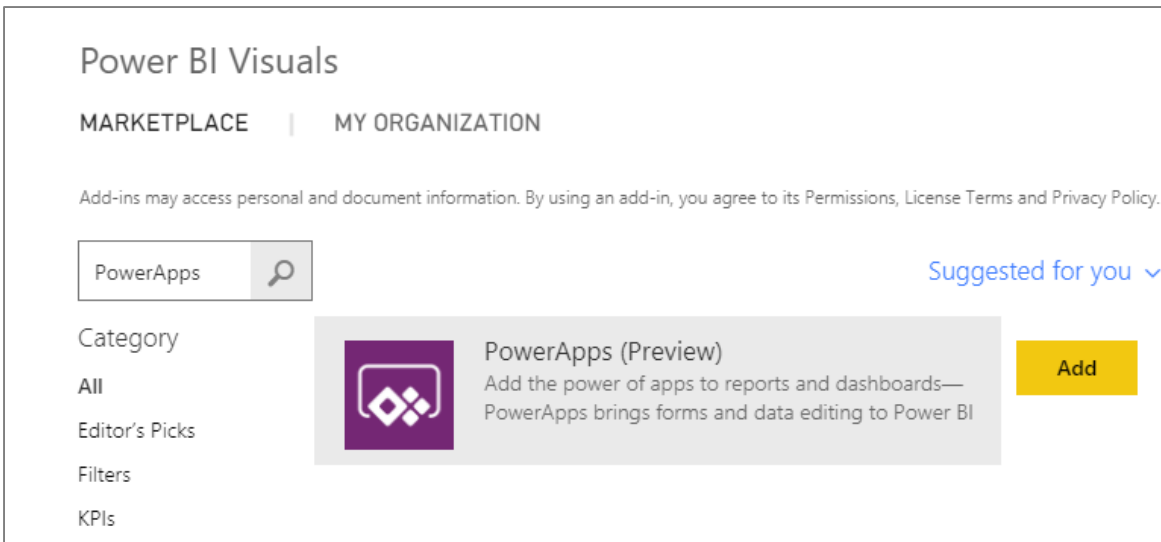 Power BI Visuals
MARKETPLACE | MY ORGANIZATION
Add-ins may access personal and document information. By using an add-in, you agree to its Permissions, License Terms and Privacy Policy.
PowerApps
Suggested for you
Category
All
Editor's Picks
Filters
KPIs
PowerApps (Preview)
Add the power of apps to reports and dashboards—
PowerApps brings forms and data editing to Power BI
Add